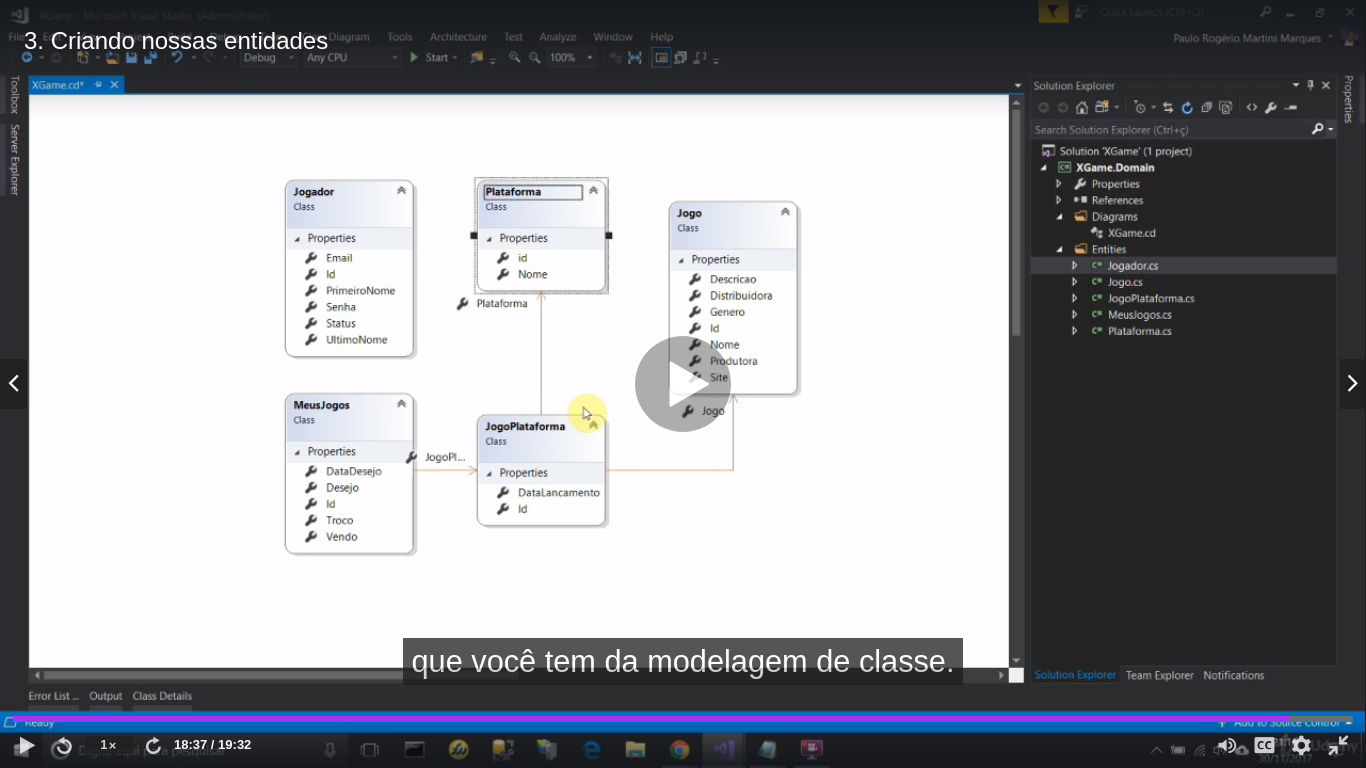 XGame - Microsoft Visual Studio (Administrator)
Quick Launch (Ctrl+Q)
3. Criando nossas entidades
Diagram Tools Architecture Test Analyze Window Help
Paulo Rogério Martins Marques
Debug Any CPU Start 100%
XGame.cd*
Toolbox
Server Explorer
Jogador
Class
Properties
Email
Id
PrimeiroNome
Senha
Status
UltimoNome
Plataforma
Class
Properties
id
Nome
Plataforma
Jogo
Class
Properties
Descricao
Distribuidora
Genero
Id
Nome
Produtora
Site
Jogo
MeusJogos
Class
Properties
DataDesejo
Desejo
Id
Troco
Vendo
JogoPl...
JogoPlataforma
Class
Properties
DataLancamento
Id
Solution Explorer
Search Solution Explorer (Ctrl+ç)
Solution 'XGame' (1 project)
XGame.Domain
Properties
References
Diagrams
XGame.cd
Entities
Jogador.cs
Jogo.cs
JogoPlataforma.cs
MeusJogos.cs
Plataforma.cs
Properties
que você tem da modelagem de classe.
Solution Explorer Team Explorer Notifications
Error List ... Output Class Details
Ready
Add to Source Control
1× 18:37 / 19:32
CC
30/11/2017